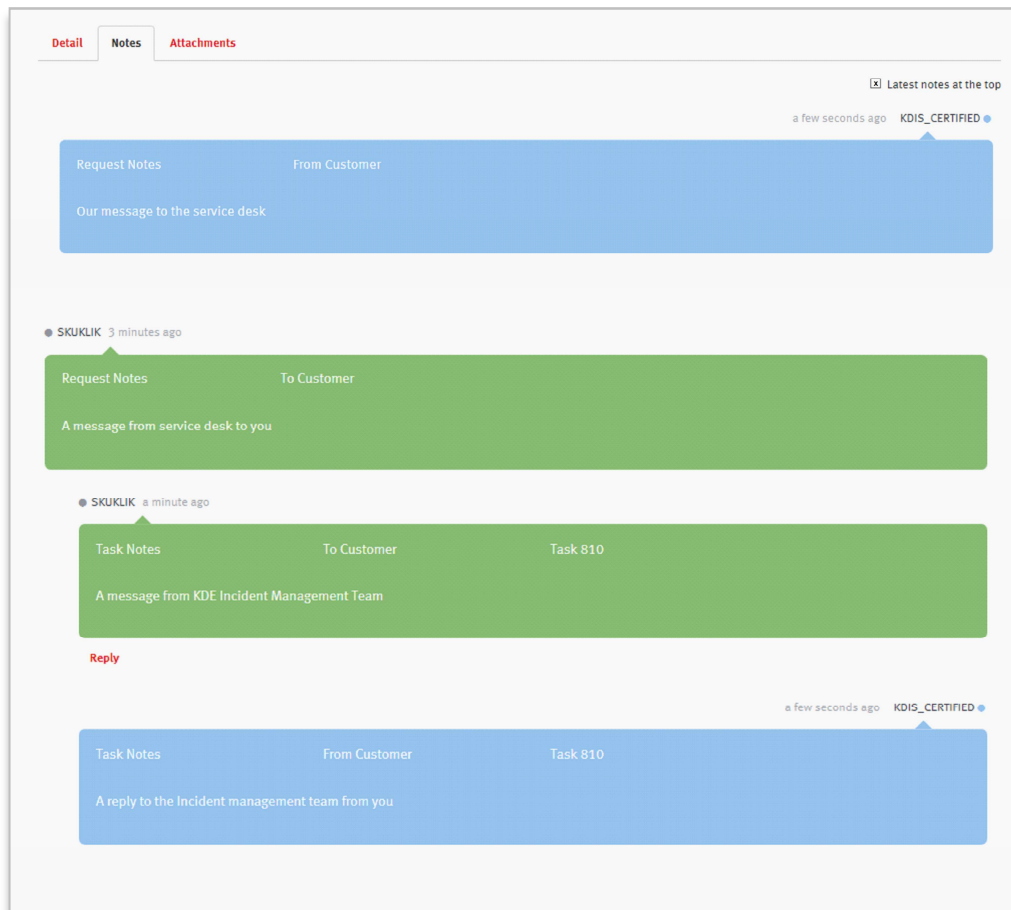 Detail Notes Attachments
x Latest notes at the top
a few seconds ago KDIS_CERTIFIED
Request Notes From Customer
Our message to the service desk
SKUKLIK 3 minutes ago
Request Notes To Customer
A message from service desk to you
SKUKLIK a minute ago
Task Notes To Customer Task 810
A message from KDE Incident Management Team
Reply
a few seconds ago KDIS_CERTIFIED
Task Notes From Customer Task 810
A reply to the Incident management team from you